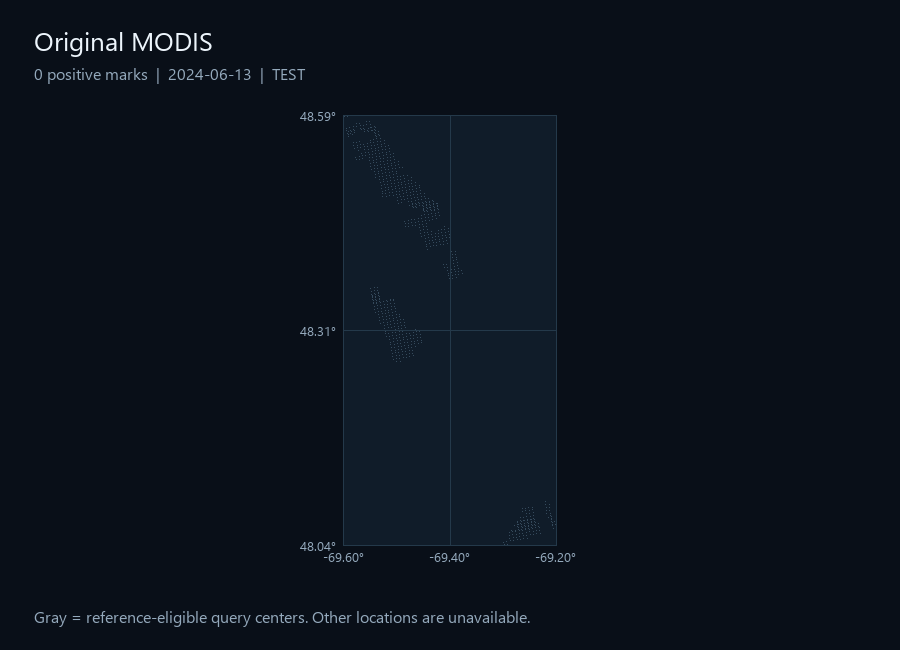 Original MODIS
0 positive marks | 2024-06-13 | TEST
48.59°
48.31°
48.04°
-69.60° -69.40° -69.20°
Gray = reference-eligible query centers. Other locations are unavailable.